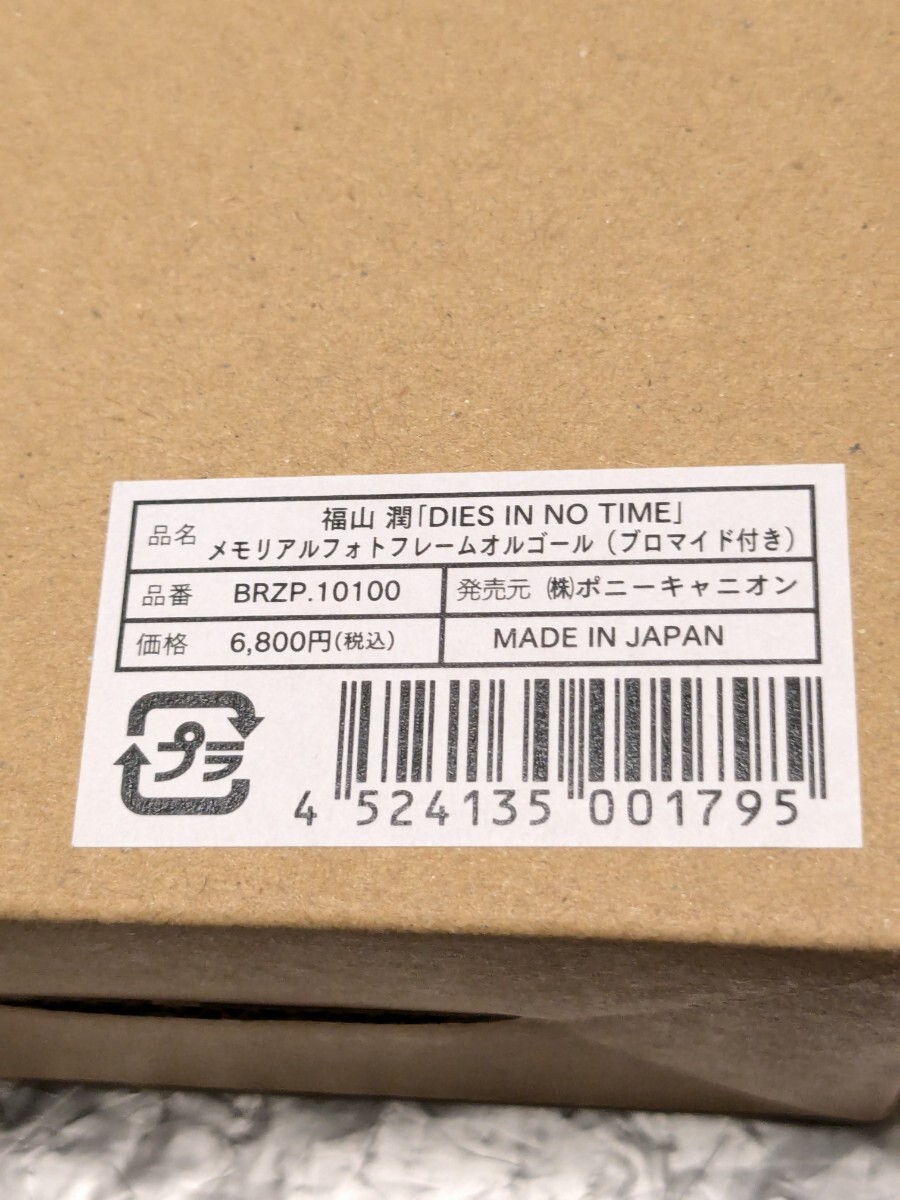 品名 福山 潤「DIES IN NO TIME」
メモリアルフォトフレームオルゴール（ブロマイド付き）
品番 BRZP.10100 発売元 ㈱ポニーキャニオン
価格 6,800円(税込) MADE IN JAPAN
プラ
4 524135 001795